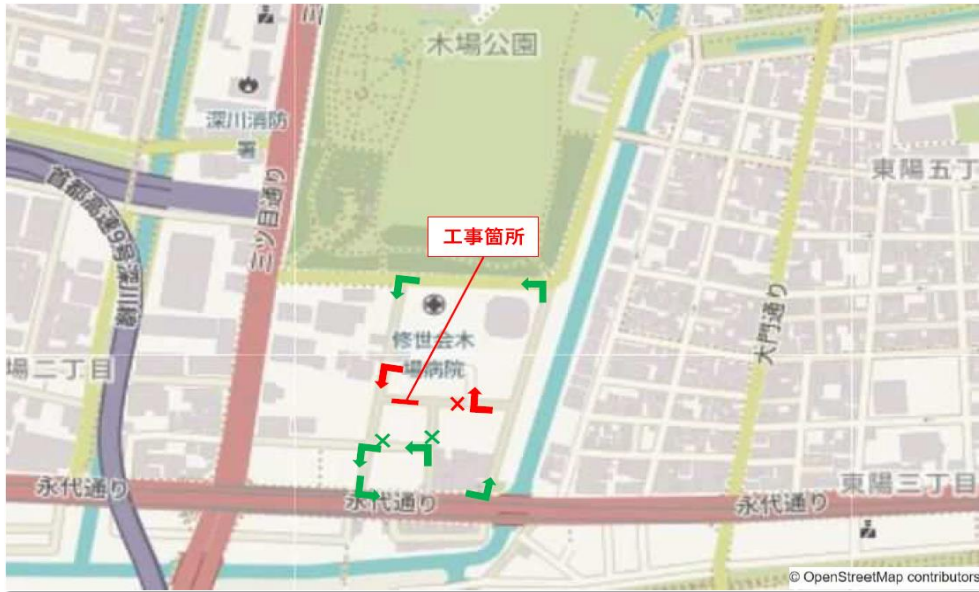 木場公園
深川消防
署
三ツ目通り
首都高速9号深川線
東陽五丁
工事箇所
大門通り
修世会木
場病院
場二丁目
永代通り
永代通り
永代通り
東陽三丁目
© OpenStreetMap contributors